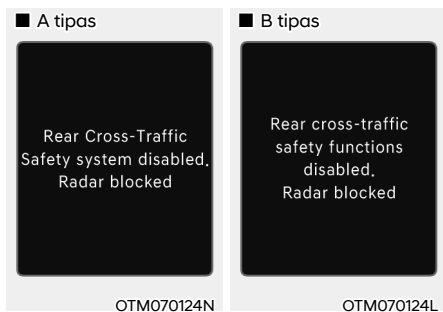 ■ A tipas
Rear Cross-Traffic
Safety system disabled.
Radar blocked
OTM070124N
■ B tipas
Rear cross-traffic
safety functions
disabled.
Radar blocked
OTM070124L